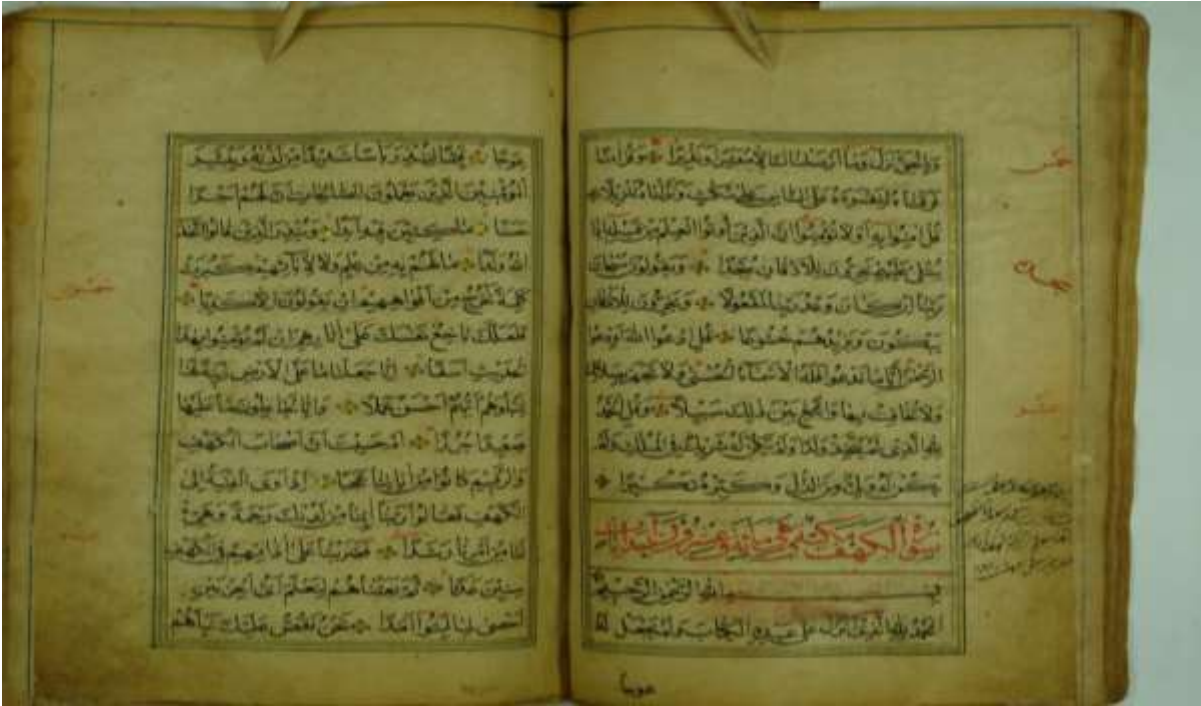 وبالحق نزل وما ارسلناك الا مبشرا ونذيرا وقرانا
فرقناه لتقراه على الناس على مكث ونزلناه تنزيلا
قل امنوا به او لا تؤمنوا ان الذين اوتوا العلم من قبله اذا
يتلى عليهم يخرون للاذقان سجدا ويقولون سبحان
ربنا ان كان وعد ربنا لمفعولا ويخرون للاذقان
يبكون ويزيدهم خشوعا قل ادعوا الله او ادعوا
الرحمن ايا ما تدعوا فله الاسماء الحسنى ولا تجهر بصلاتك
ولا تخافت بها وابتغ بين ذلك سبيلا وقل الحمد
لله الذي لم يتخذ ولدا ولم يكن له شريك في الملك ولم
يكن له ولي من الذل وكبره تكبيرا
سورة الكهف مكية وهي مائة
بسم الله الرحمن الرحيم
الحمد لله الذي انزل على عبده الكتاب ولم يجعل له
عوجا
عوجا قيما لينذر باسا شديدا من لدنه ويبشر
المؤمنين الذين يعملون الصالحات ان لهم اجرا
حسنا ماكثين فيه ابدا وينذر الذين قالوا اتخذ
الله ولدا ما لهم به من علم ولا لابائهم كبرت
كلمة تخرج من افواههم ان يقولون الا كذبا
فلعلك باخع نفسك على اثارهم ان لم يؤمنوا بهذا
الحديث اسفا انا جعلنا ما على الارض زينة لها
لنبلوهم ايهم احسن عملا وانا لجاعلون ما عليها
صعيدا جرزا ام حسبت ان اصحاب الكهف
والرقيم كانوا من اياتنا عجبا اذ اوى الفتية الى
الكهف فقالوا ربنا اتنا من لدنك رحمة وهيئ
لنا من امرنا رشدا فضربنا على اذانهم في الكهف
سنين عددا ثم بعثناهم لنعلم اي الحزبين
احصى لما لبثوا امدا نحن نقص عليك نباهم